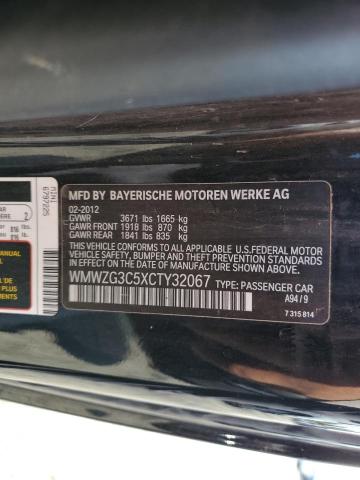 MFD BY BAYERISCHE MOTOREN WERKE AG
02-2012
GVWR 3671 lbs 1665 kg
GAWR FRONT 1918 lbs 870 kg
GAWR REAR 1841 lbs 835 kg
THIS VEHICLE CONFORMS TO ALL APPLICABLE U.S. FEDERAL MOTOR VEHICLE SAFETY,
BUMPER, AND THEFT PREVENTION STANDARDS IN EFFECT
ON THE DATE OF MANUFACTURE SHOWN ABOVE.
WMWZG3C5XCTY32067 TYPE: PASSENGER CAR
A94 / 9
7 315 814
MINI
6797225
2